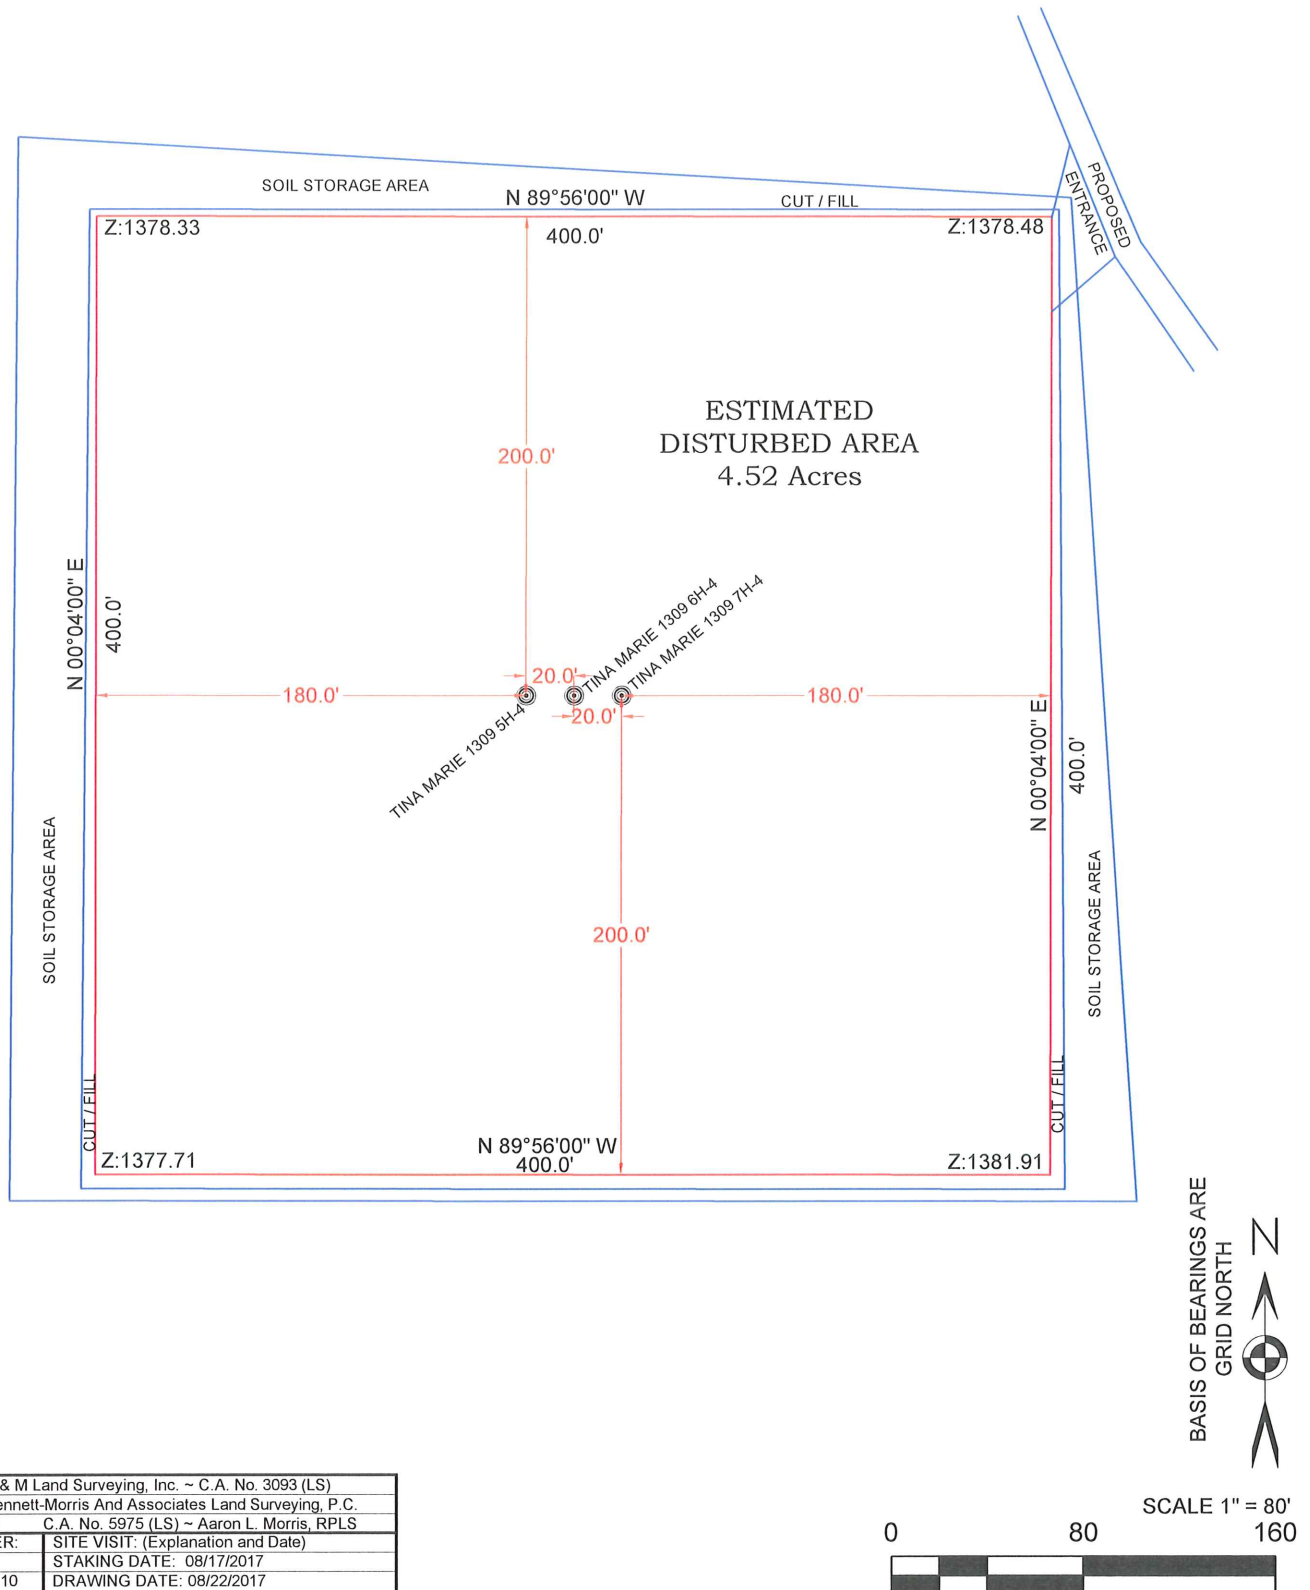 PROPOSED
ENTRANCE
SOIL STORAGE AREA
N 89°56'00" W
CUT / FILL
Z:1378.33
400.0'
Z:1378.48
ESTIMATED
DISTURBED AREA
4.52 Acres
200.0'
N 00°04'00" E
400.0'
TINA MARIE 1309 6H-4
TINA MARIE 1309 7H-4
20.0'
180.0'
180.0'
20.0'
TINA MARIE 1309 5H-4
N 00°04'00" E
400.0'
SOIL STORAGE AREA
SOIL STORAGE AREA
200.0'
CUT / FILL
CUT / FILL
Z:1377.71
N 89°56'00" W
400.0'
Z:1381.91
BASIS OF BEARINGS ARE
GRID NORTH
N
& M Land Surveying, Inc. ~ C.A. No. 3093 (LS)
ennett-Morris And Associates Land Surveying, P.C.
C.A. No. 5975 (LS) ~ Aaron L. Morris, RPLS
ER: SITE VISIT: (Explanation and Date)
STAKING DATE: 08/17/2017
10 DRAWING DATE: 08/22/2017
SCALE 1" = 80'
0 80 160